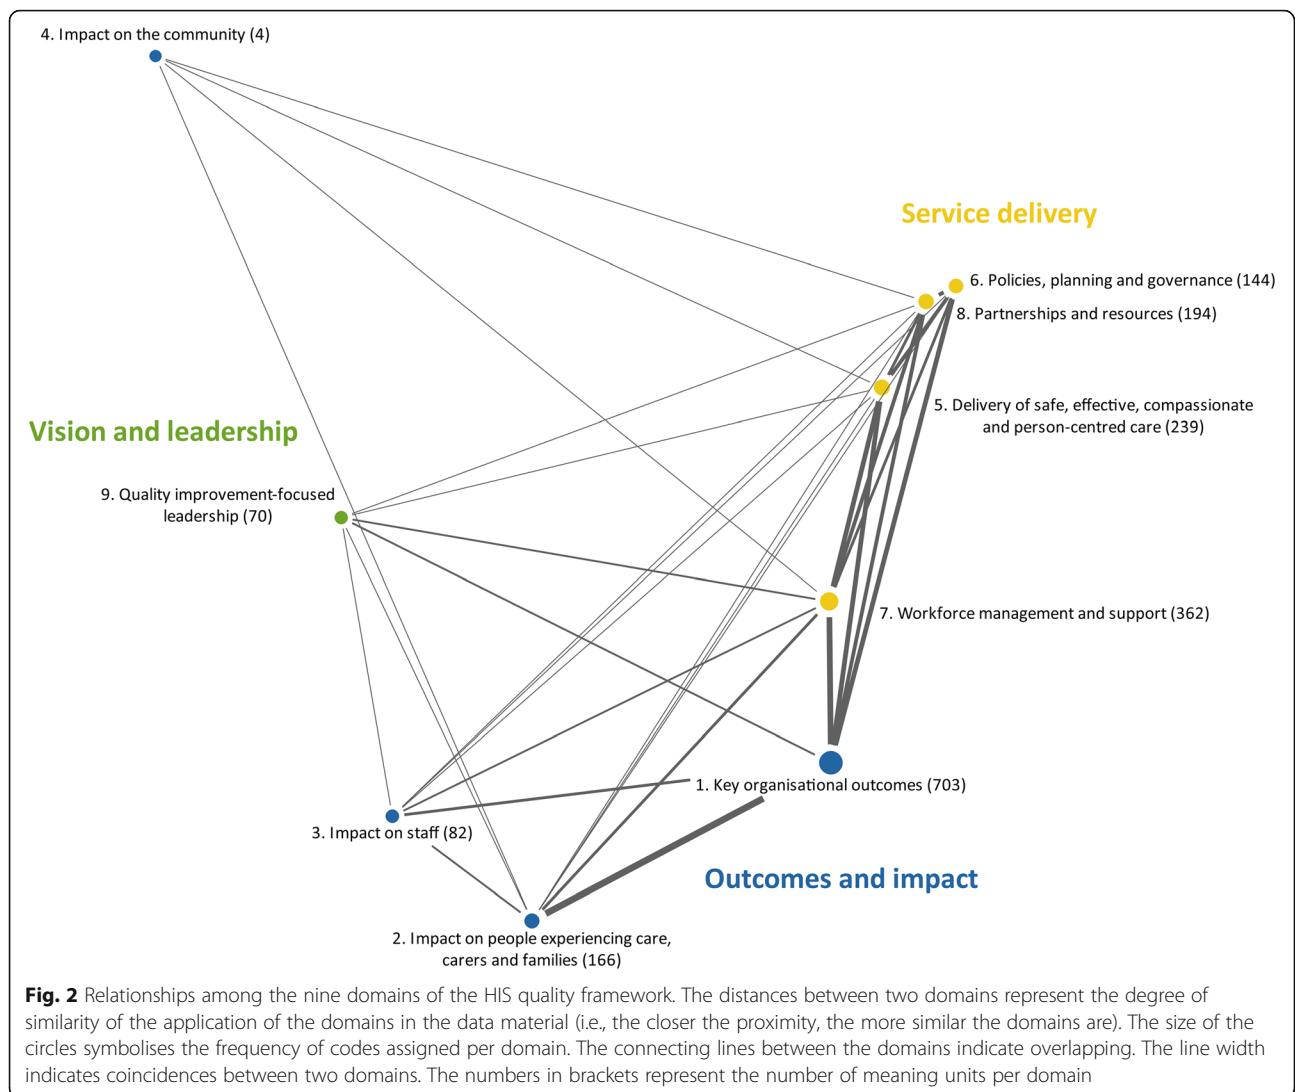 4. Impact on the community (4)
Service delivery
6. Policies, planning and governance (144)
8. Partnerships and resources (194)
5. Delivery of safe, effective, compassionate
and person-centred care (239)
Vision and leadership
9. Quality improvement-focused
leadership (70)
7. Workforce management and support (362)
1. Key organisational outcomes (703)
3. Impact on staff (82)
Outcomes and impact
2. Impact on people experiencing care,
carers and families (166)
Fig. 2 Relationships among the nine domains of the HIS quality framework. The distances between two domains represent the degree of
similarity of the application of the domains in the data material (i.e., the closer the proximity, the more similar the domains are). The size of the
circles symbolises the frequency of codes assigned per domain. The connecting lines between the domains indicate overlapping. The line width
indicates coincidences between two domains. The numbers in brackets represent the number of meaning units per domain